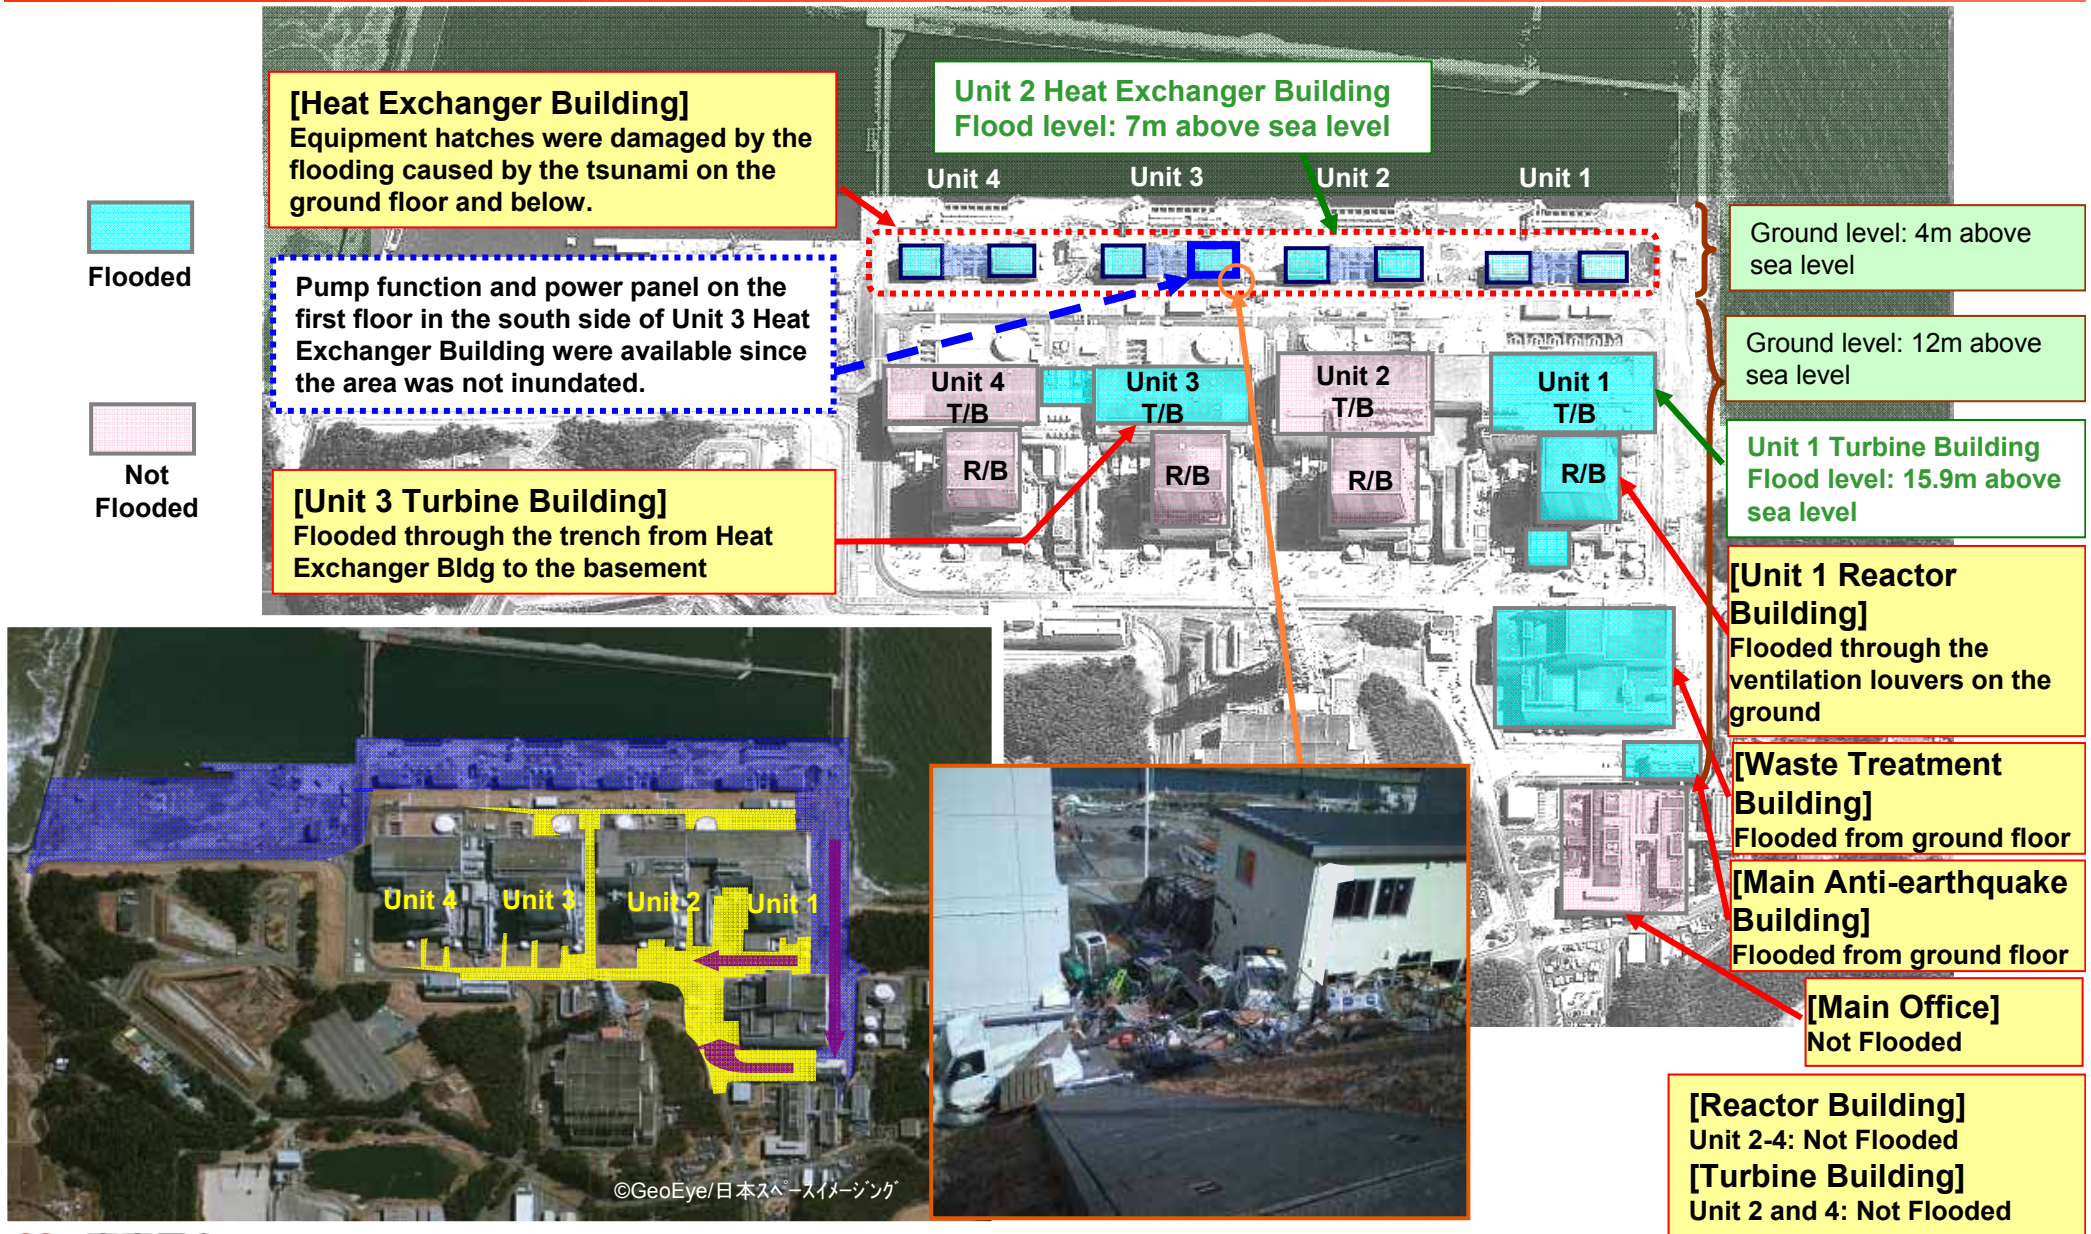 [Heat Exchanger Building]
Equipment hatches were damaged by the
flooding caused by the tsunami on the
ground floor and below.
Unit 2 Heat Exchanger Building
Flood level: 7m above sea level
Unit 4
Unit 3
Unit 2
Unit 1
Flooded
Pump function and power panel on the
first floor in the south side of Unit 3 Heat
Exchanger Building were available since
the area was not inundated.
Ground level: 4m above
sea level
Ground level: 12m above
sea level
Unit 4
T/B
Unit 3
T/B
Unit 2
T/B
Unit 1
T/B
Not
Flooded
R/B
R/B
R/B
R/B
Unit 1 Turbine Building
Flood level: 15.9m above
sea level
[Unit 3 Turbine Building]
Flooded through the trench from Heat
Exchanger Bldg to the basement
[Unit 1 Reactor
Building]
Flooded through the
ventilation louvers on the
ground
[Waste Treatment
Building]
Flooded from ground floor
[Main Anti-earthquake
Building]
Flooded from ground floor
[Main Office]
Not Flooded
Unit 4
Unit 3
Unit 2
Unit 1
©GeoEye/日本スペースイメージング
[Reactor Building]
Unit 2-4: Not Flooded
[Turbine Building]
Unit 2 and 4: Not Flooded